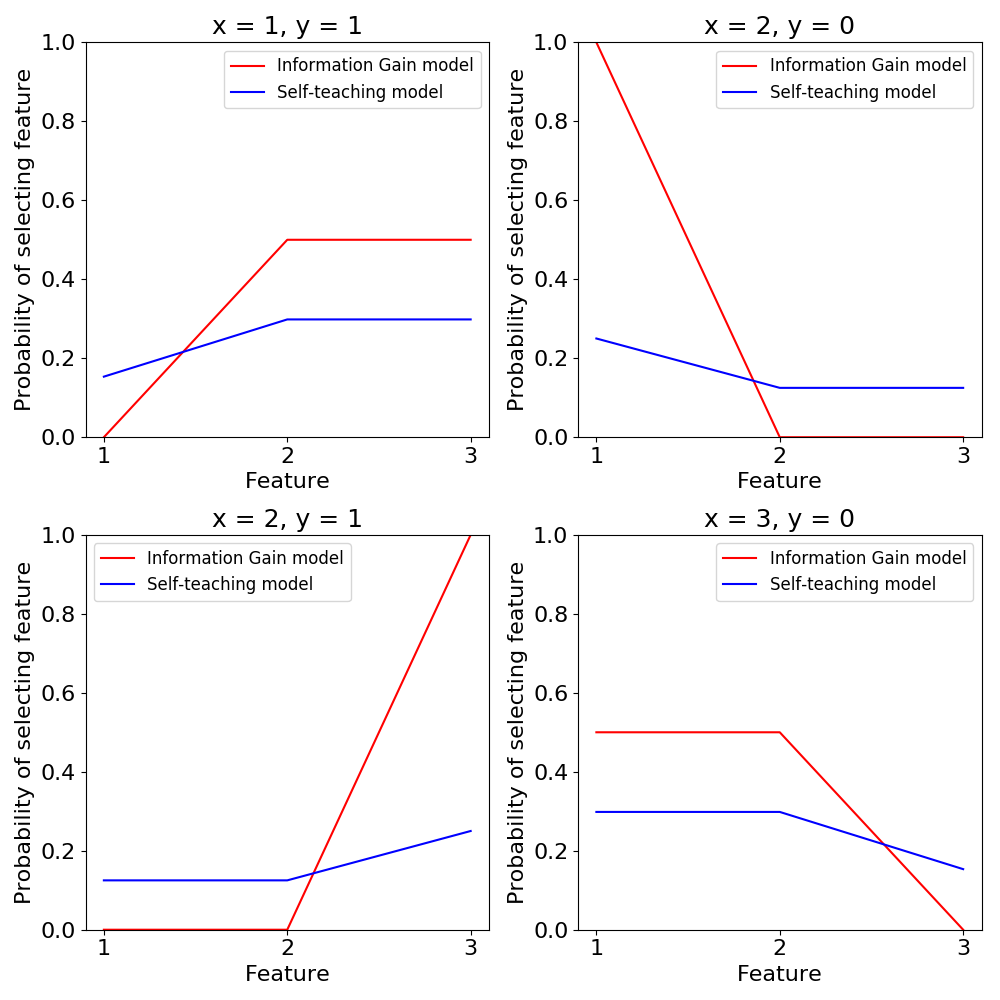 x = 1, y = 1
Information Gain model
Self-teaching model
Probability of selecting feature
1.0
0.8
0.6
0.4
0.2
0.0
1 2 3
Feature
x = 2, y = 0
Information Gain model
Self-teaching model
Probability of selecting feature
1.0
0.8
0.6
0.4
0.2
0.0
1 2 3
Feature
x = 2, y = 1
Information Gain model
Self-teaching model
Probability of selecting feature
1.0
0.8
0.6
0.4
0.2
0.0
1 2 3
Feature
x = 3, y = 0
Information Gain model
Self-teaching model
Probability of selecting feature
1.0
0.8
0.6
0.4
0.2
0.0
1 2 3
Feature